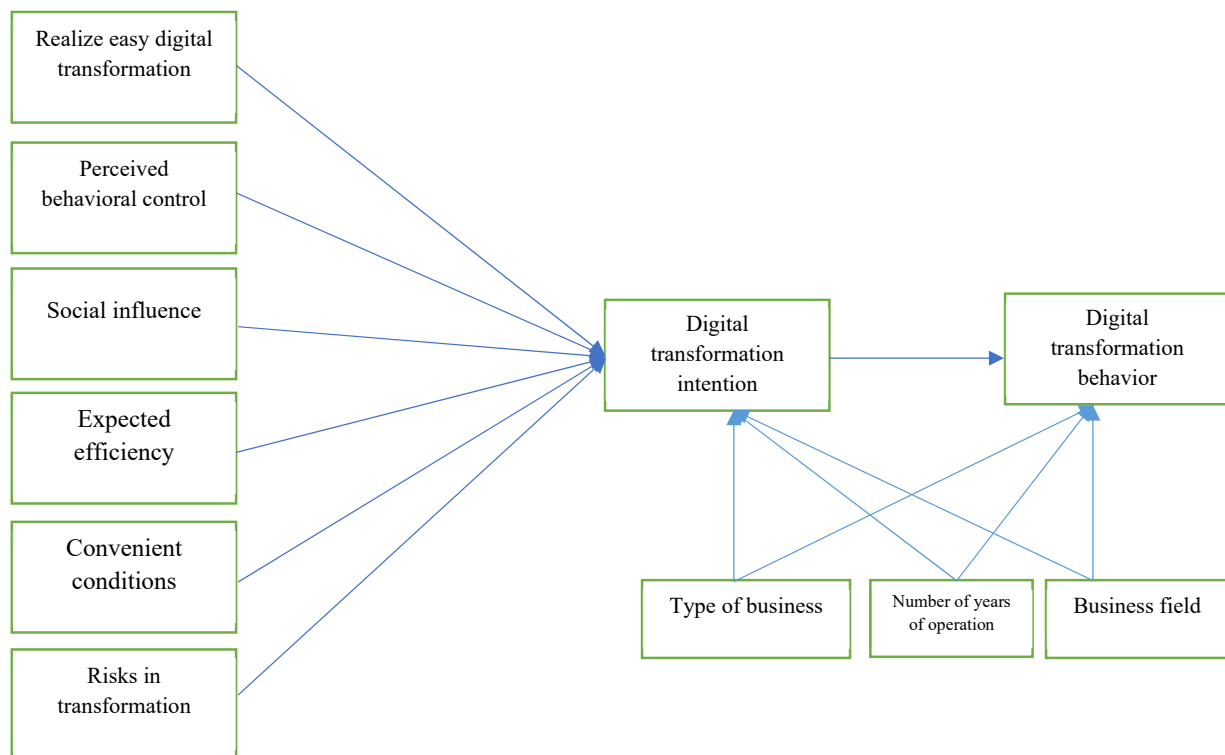 Realize easy digital
transformation
Perceived
behavioral control
Social influence
Expected
efficiency
Convenient
conditions
Risks in
transformation
Digital
transformation
intention
Digital
transformation
behavior
Type of business
Number of years
of operation
Business field